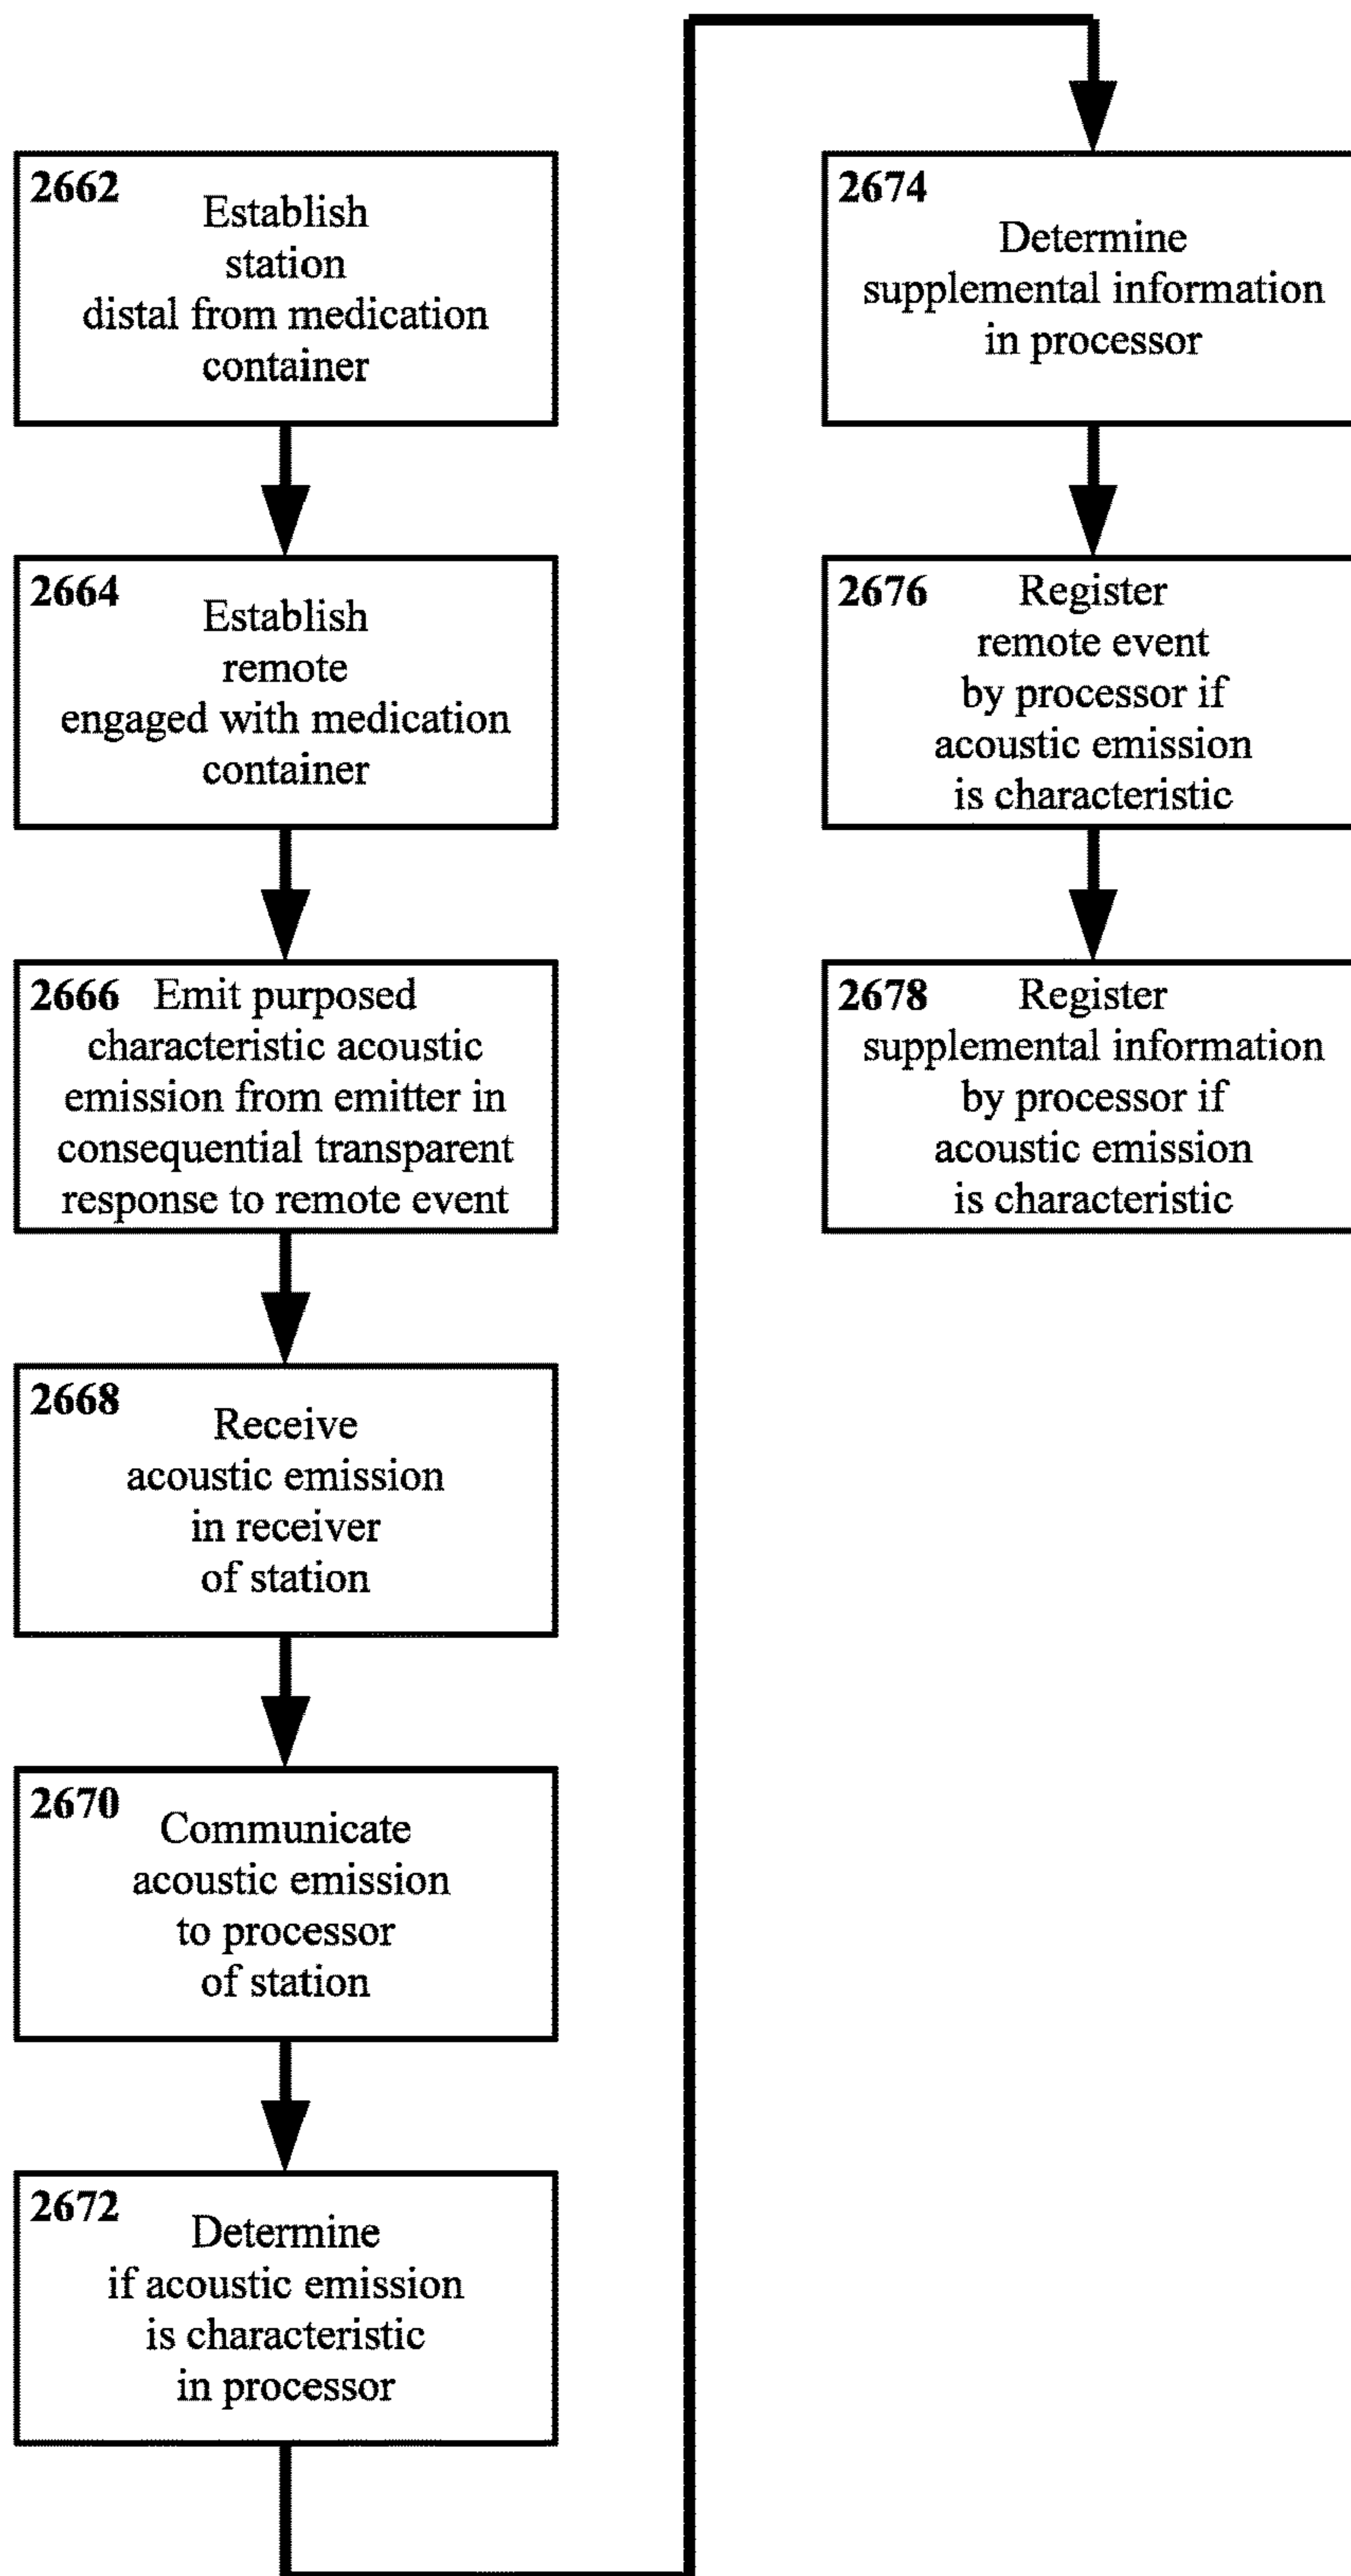 2662
Establish
station
distal from medication
container
2664
Establish
remote
engaged with medication
container
2666 Emit purposed
characteristic acoustic
emission from emitter in
consequential transparent
response to remote event
2668
Receive
acoustic emission
in receiver
of station
2670
Communicate
acoustic emission
to processor
of station
2672
Determine
if acoustic emission
is characteristic
in processor
2674
Determine
supplemental information
in processor
2676 Register
remote event
by processor if
acoustic emission
is characteristic
2678 Register
supplemental information
by processor if
acoustic emission
is characteristic